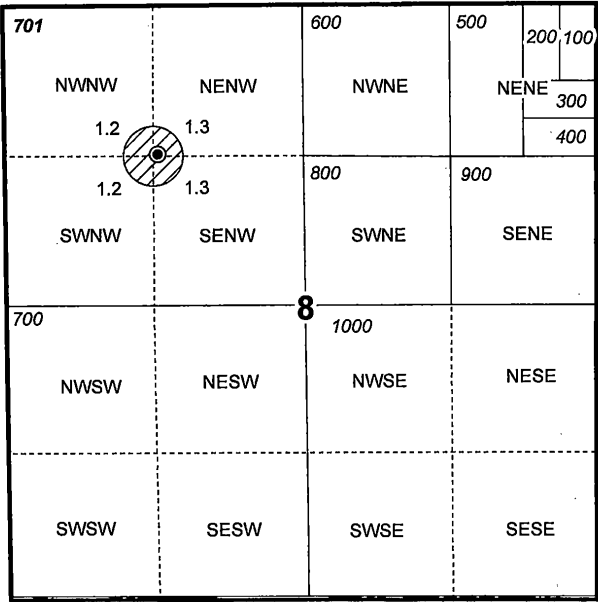 701
600
500
200
100
NWNW
NENW
NWNE
NENE
300
400
1.2
1.3
1.2
1.3
800
900
SWNW
SENW
SWNE
SENE
8
700
1000
NWSW
NESW
NWSE
NESE
SWSW
SESW
SWSE
SESE